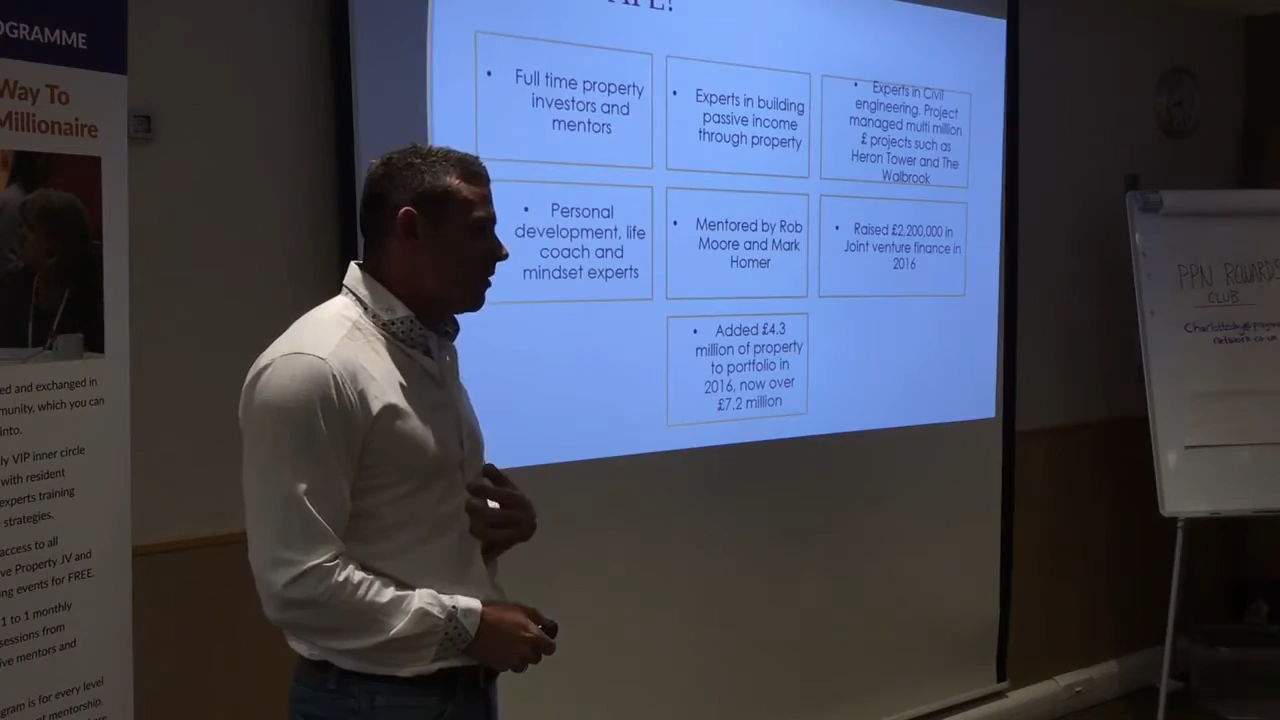 OGRAMME
Way To
Millionaire
ed and exchanged in
munity, which you can
into.
ly VIP inner circle
with resident
experts training
strategies.
access to all
ve Property JV and
ing events for FREE.
1 to 1 monthly
sessions from
ive mentors and
gram is for every level
t mentorship.
• Full time property
investors and
mentors
• Experts in building
passive income
through property
• Experts in Civil
engineering. Project
managed multi million
£ projects such as
Heron Tower and The
Walbrook
• Personal
development, life
coach and
mindset experts
• Mentored by Rob
Moore and Mark
Homer
• Raised £2,200,000 in
Joint venture finance in
2016
• Added £4.3
million of property
to portfolio in
2016, now over
£7.2 million
PPN REWARDS
CLUB
network.co.uk